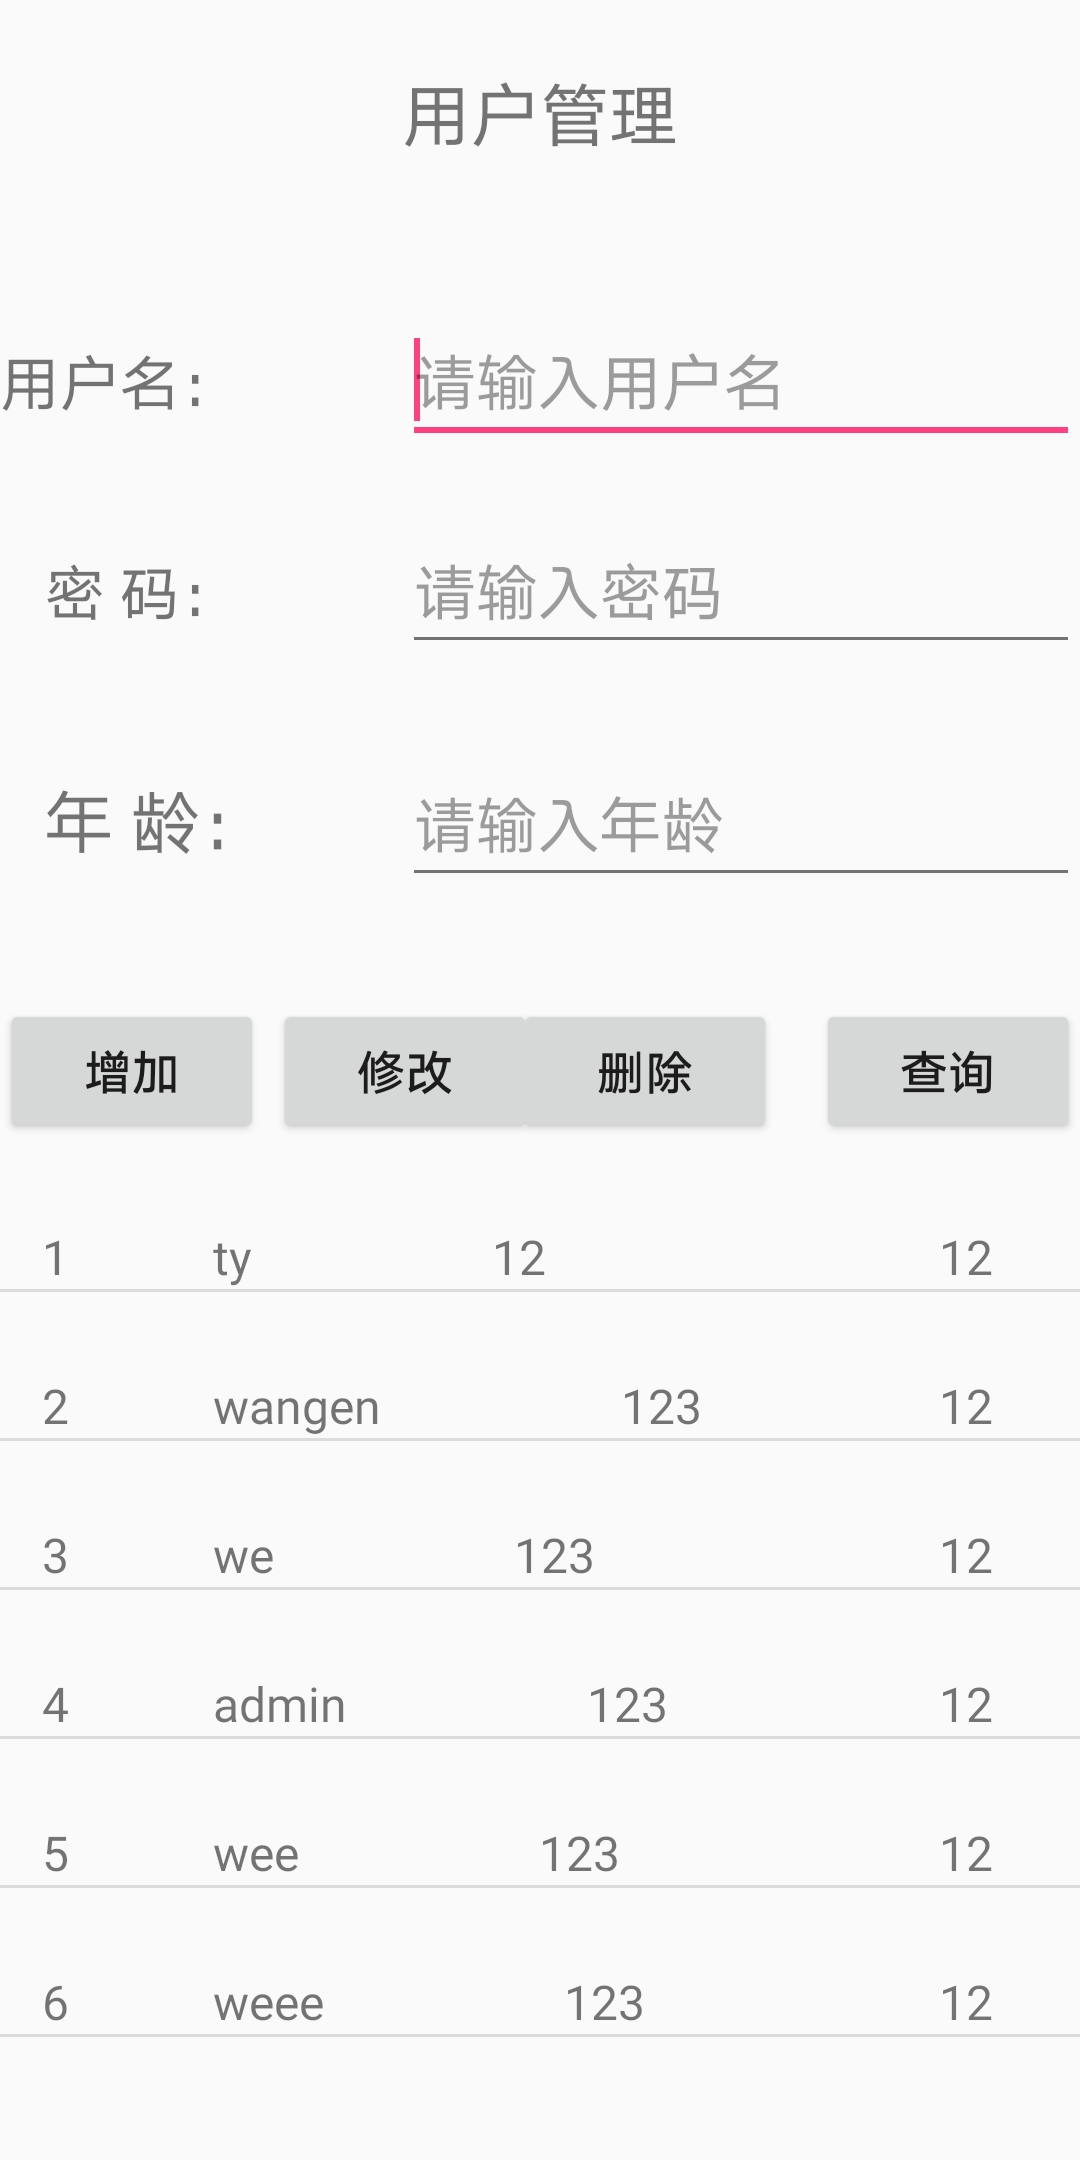 用户管理
用户名: 请输入用户名
密 码: 请输入密码
年 龄: 请输入年龄
增加 修改 删除 查询
1 ty 12 12
2 wangen 123 12
3 we 123 12
4 admin 123 12
5 wee 123 12
6 weee 123 12